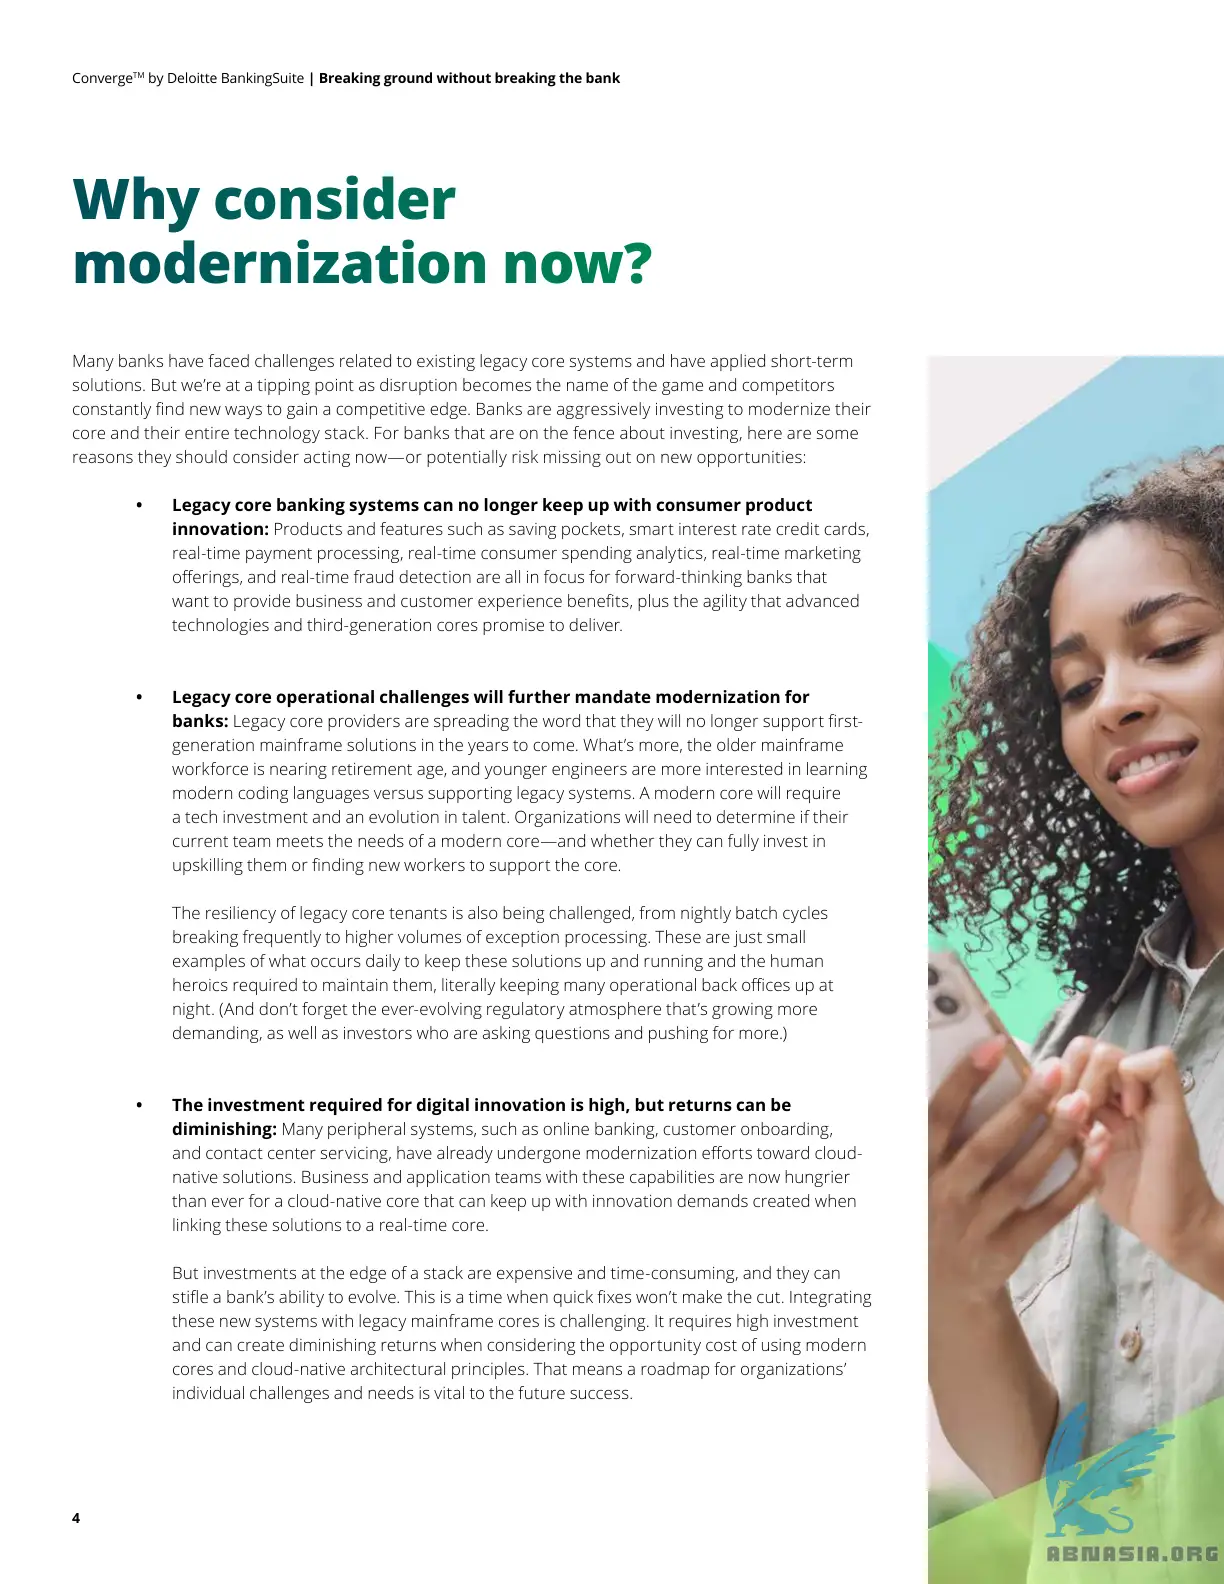 Converge™ by Deloitte BankingSuite | Breaking ground without breaking the bank
Why consider
modernization now?
Many banks have faced challenges related to existing legacy core systems and have applied short-term
solutions. But we’re at a tipping point as disruption becomes the name of the game and competitors
constantly find new ways to gain a competitive edge. Banks are aggressively investing to modernize their
core and their entire technology stack. For banks that are on the fence about investing, here are some
reasons they should consider acting now—or potentially risk missing out on new opportunities:
• Legacy core banking systems can no longer keep up with consumer product
innovation: Products and features such as saving pockets, smart interest rate credit cards,
real-time payment processing, real-time consumer spending analytics, real-time marketing
offerings, and real-time fraud detection are all in focus for forward-thinking banks that
want to provide business and customer experience benefits, plus the agility that advanced
technologies and third-generation cores promise to deliver.
• Legacy core operational challenges will further mandate modernization for
banks: Legacy core providers are spreading the word that they will no longer support first-
generation mainframe solutions in the years to come. What’s more, the older mainframe
workforce is nearing retirement age, and younger engineers are more interested in learning
modern coding languages versus supporting legacy systems. A modern core will require
a tech investment and an evolution in talent. Organizations will need to determine if their
current team meets the needs of a modern core—and whether they can fully invest in
upskilling them or finding new workers to support the core.
The resiliency of legacy core tenants is also being challenged, from nightly batch cycles
breaking frequently to higher volumes of exception processing. These are just small
examples of what occurs daily to keep these solutions up and running and the human
heroics required to maintain them, literally keeping many operational back offices up at
night. (And don’t forget the ever-evolving regulatory atmosphere that’s growing more
demanding, as well as investors who are asking questions and pushing for more.)
• The investment required for digital innovation is high, but returns can be
diminishing: Many peripheral systems, such as online banking, customer onboarding,
and contact center servicing, have already undergone modernization efforts toward cloud-
native solutions. Business and application teams with these capabilities are now hungrier
than ever for a cloud-native core that can keep up with innovation demands created when
linking these solutions to a real-time core.
But investments at the edge of a stack are expensive and time-consuming, and they can
stifle a bank’s ability to evolve. This is a time when quick fixes won’t make the cut. Integrating
these new systems with legacy mainframe cores is challenging. It requires high investment
and can create diminishing returns when considering the opportunity cost of using modern
cores and cloud-native architectural principles. That means a roadmap for organizations’
individual challenges and needs is vital to the future success.
4
ABNASIA.ORG